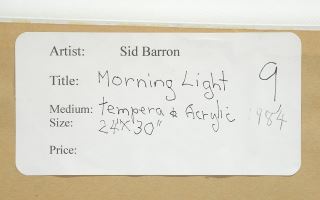 Artist: Sid Barron
Title: Morning Light 9
Medium: tempera & Acrylic 1984
Size: 24"X30"
Price: